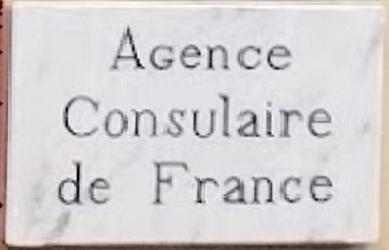 Agence
Consulaire
de France